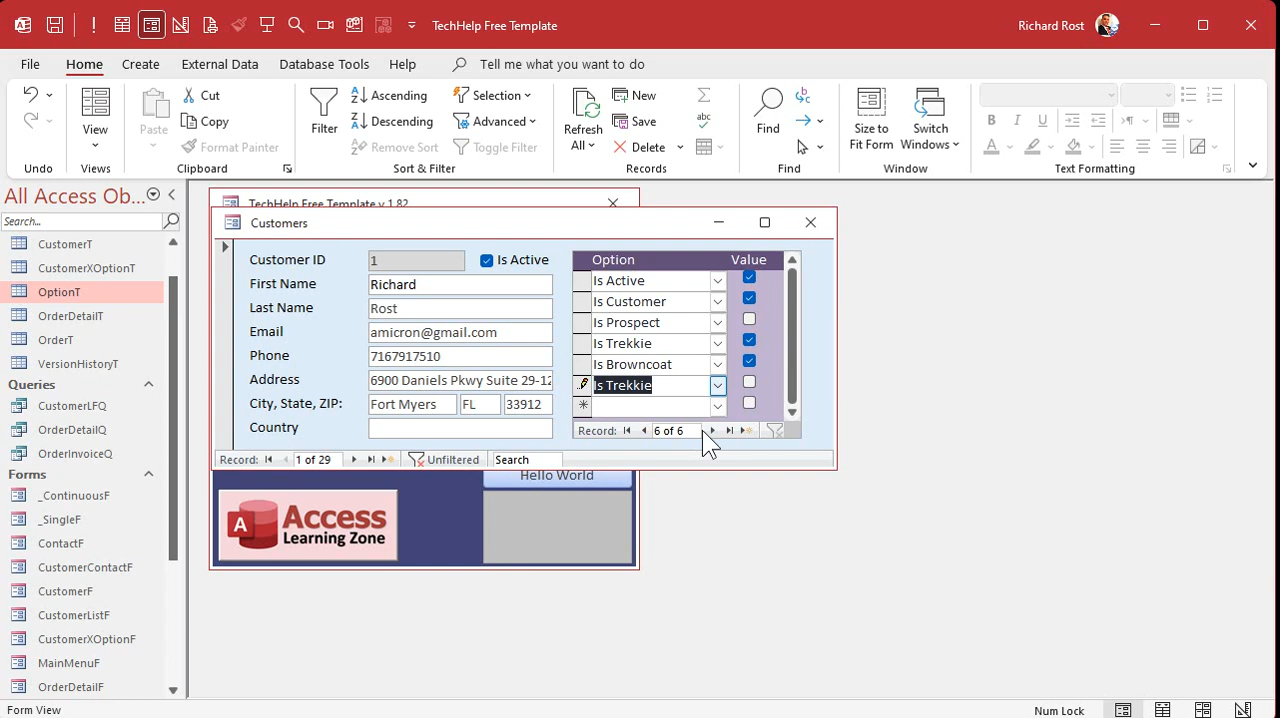 TechHelp Free Template
Richard Rost
File
Home
Create
External Data
Database Tools
Help
Tell me what you want to do
Undo
View
Views
Paste
Cut
Copy
Format Painter
Clipboard
Filter
Ascending
Descending
Selection
Advanced
Toggle Filter
Sort & Filter
Refresh
All
New
Save
Delete
Records
Find
Find
Size to
Fit Form
Switch
Windows
Window
B I U
A
Text Formatting
All Access Ob...
Search...
CustomerT
CustomerXOptionT
OptionT
OrderDetailT
OrderT
VersionHistoryT
Queries
CustomerLFQ
OrderDetailQ
OrderInvoiceQ
Forms
_ContinuousF
_SingleF
ContactF
CustomerContactF
CustomerF
CustomerListF
CustomerXOptionF
MainMenuF
OrderDetailF
TechHelp Free Template v 1.82
Customers
Customer ID 1 Is Active
First Name Richard
Last Name Rost
Email amicron@gmail.com
Phone 7167917510
Address 6900 Daniels Pkwy Suite 29-12
City, State, ZIP: Fort Myers FL 33912
Country
Option Value
Is Active
Is Customer
Is Prospect
Is Trekkie
Is Browncoat
Is Trekkie
Record: 6 of 6
Record: 1 of 29 Unfiltered Search
Hello World
A Access
Learning Zone
Form View
Num Lock